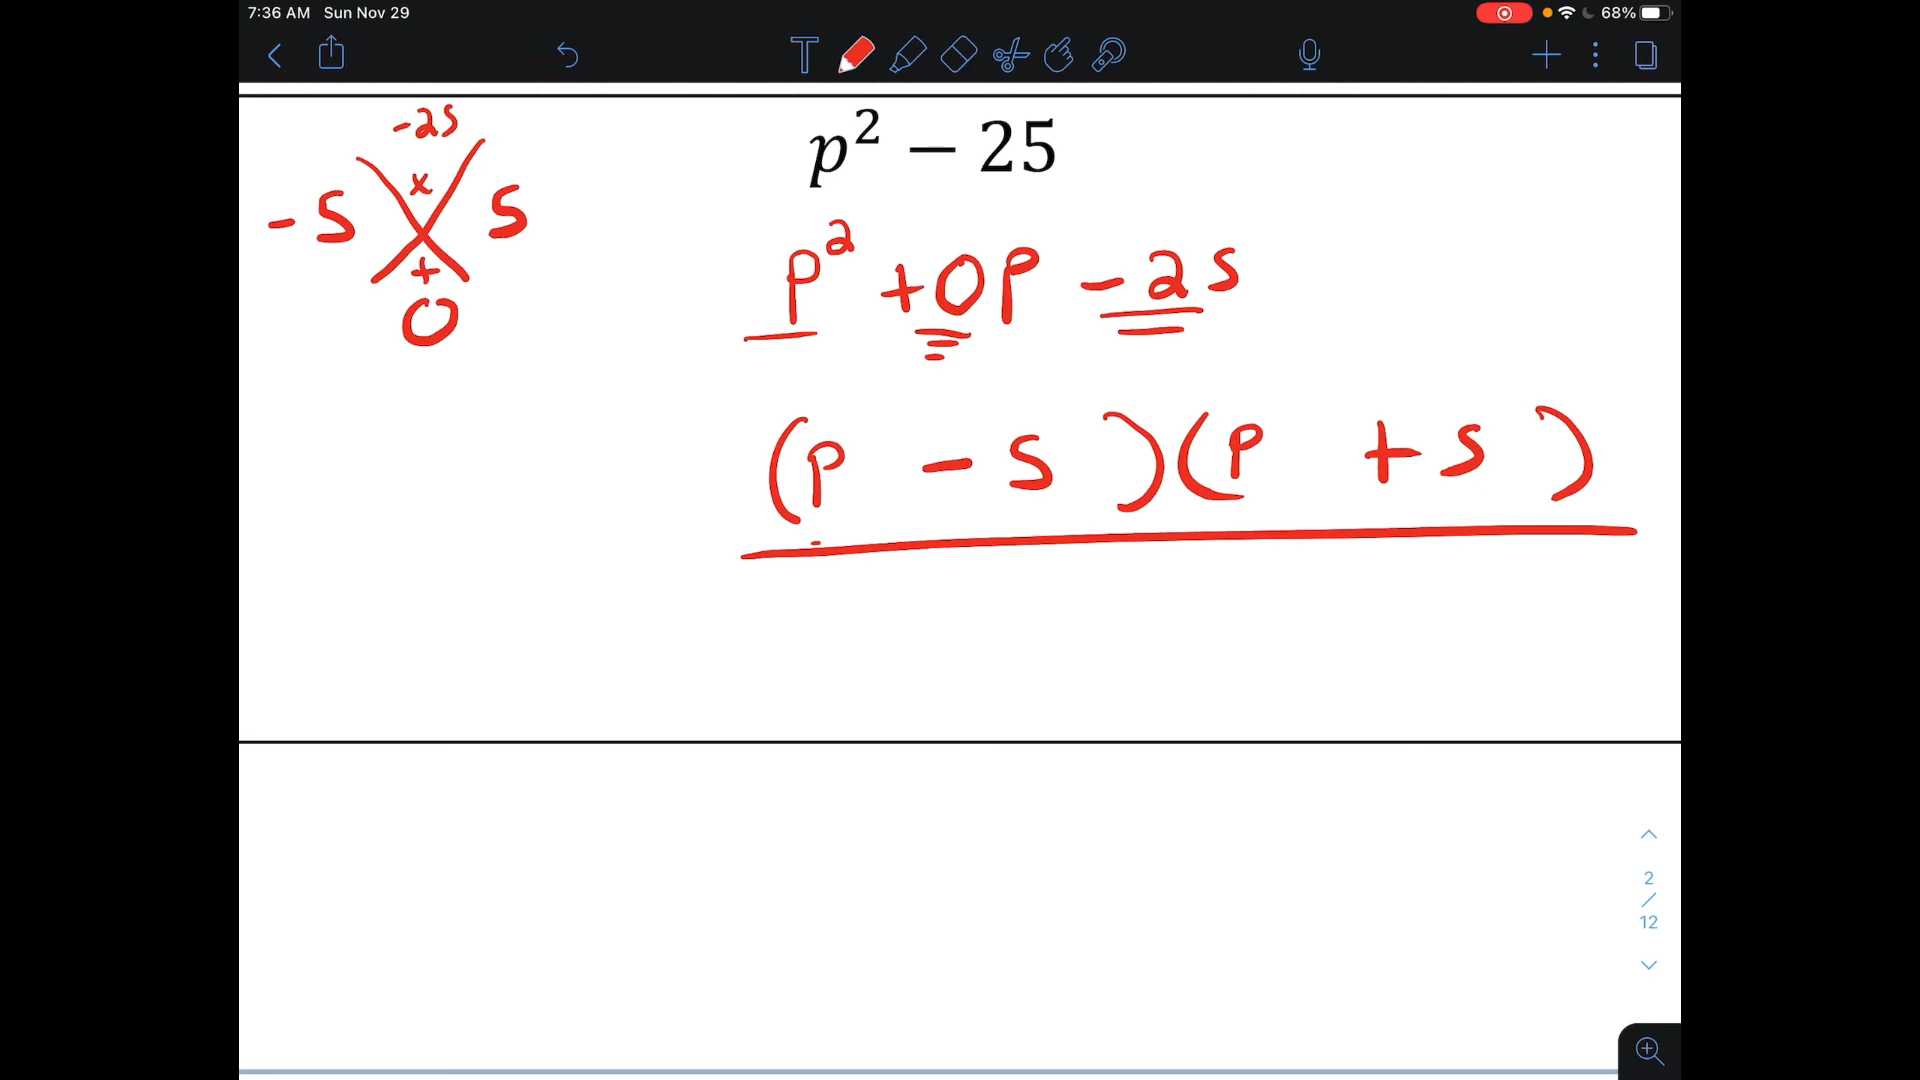 7:36 AM Sun Nov 29 68%
T
-25
x
-5 5
+
0
p² − 25
p² +0p -25
(p - 5)(p + 5)
2
/
12